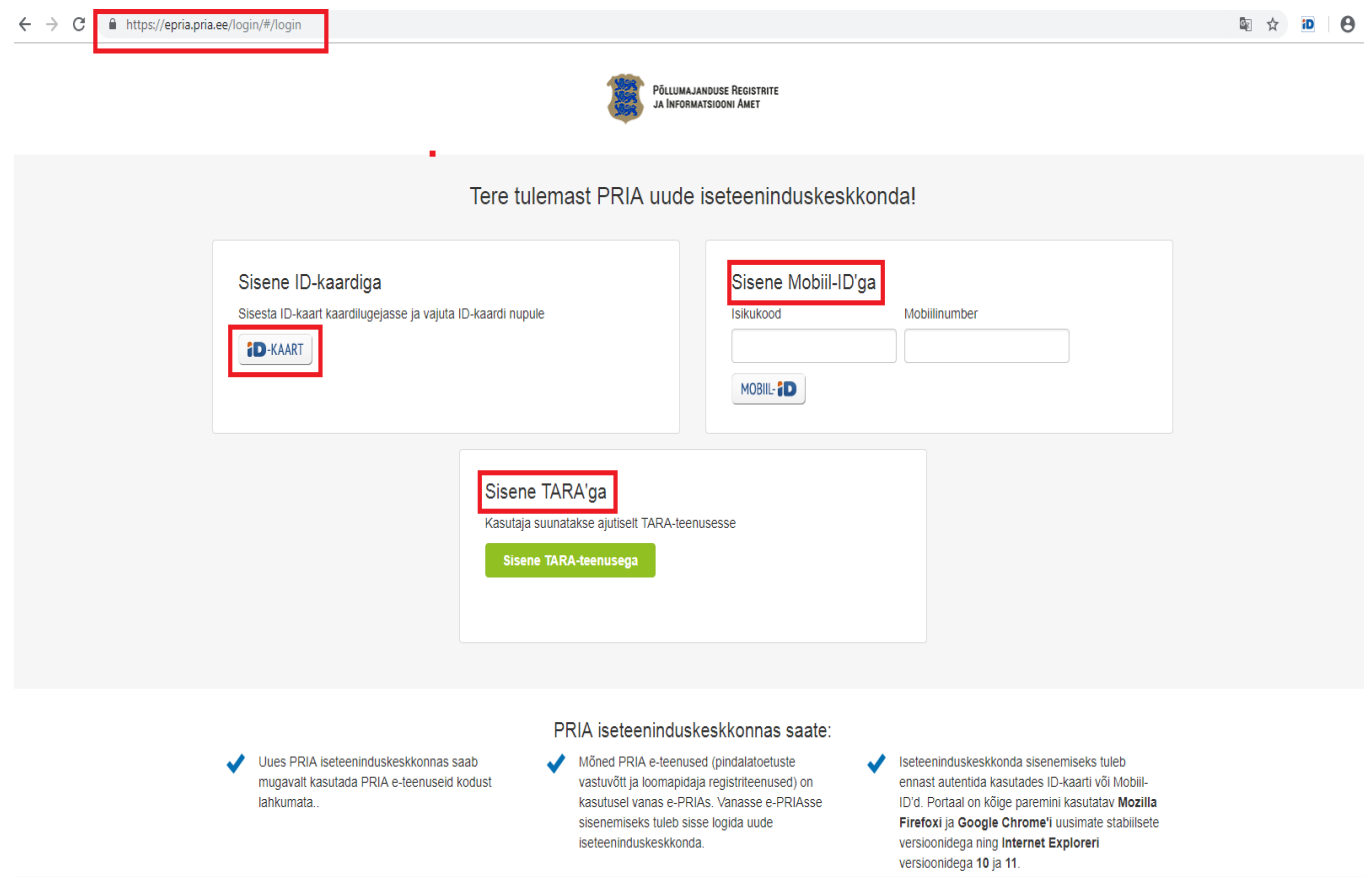 https://epria.pria.ee/login/#/login
iD
PÕLLUMAJANDUSE REGISTRITE
JA INFORMATSIOONI AMET
Tere tulemast PRIA uude iseteeninduskeskkonda!
Sisene ID-kaardiga
Sisesta ID-kaart kaardilugejasse ja vajuta ID-kaardi nupule
iD-KAART
Sisene Mobiil-ID'ga
Isikukood Mobiilinumber
MOBIIL-iD
Sisene TARA'ga
Kasutaja suunatakse ajutiselt TARA-teenusesse
Sisene TARA-teenusega
PRIA iseteeninduskeskkonnas saate:
Uues PRIA iseteeninduskeskkonnas saab
mugavalt kasutada PRIA e-teenuseid kodust
lahkumata..
Mõned PRIA e-teenused (pindalatoetuste
vastuvõtt ja loomapidaja registriteenused) on
kasutusel vanas e-PRIAs. Vanasse e-PRIAsse
sisenemiseks tuleb sisse logida uude
iseteeninduskeskkonda.
Iseteeninduskeskkonda sisenemiseks tuleb
ennast autentida kasutades ID-kaarti või Mobiil-
ID'd. Portaal on kõige paremini kasutatav Mozilla
Firefoxi ja Google Chrome'i uusimate stabiilsete
versioonidega ning Internet Exploreri
versioonidega 10 ja 11.